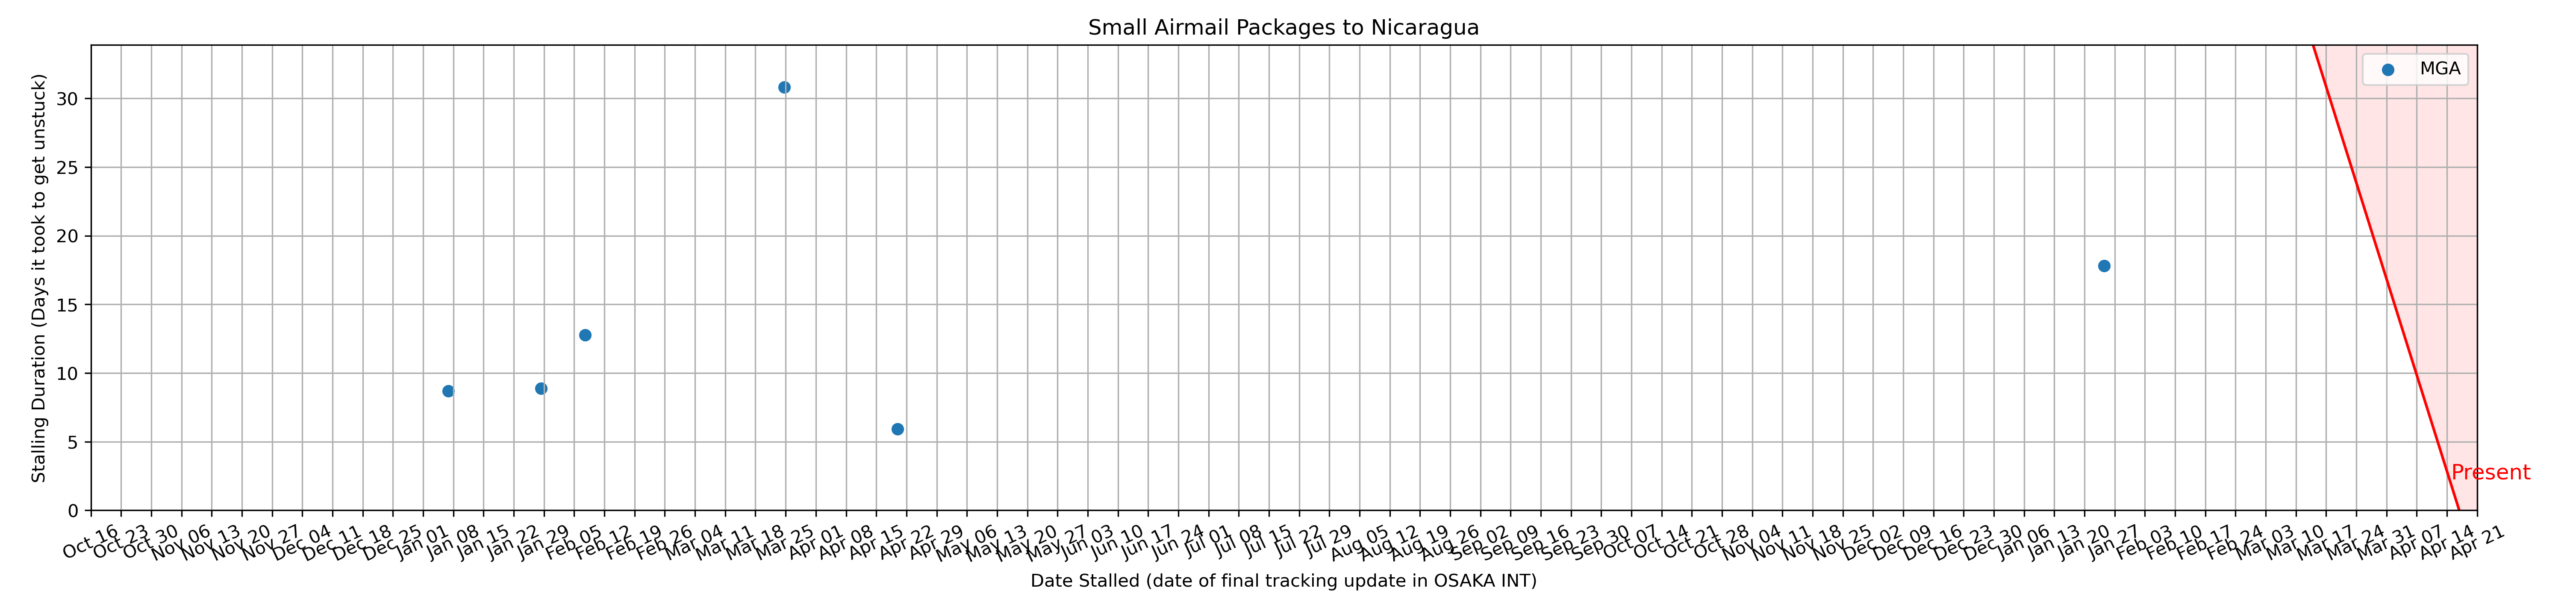 Small Airmail Packages to Nicaragua
MGA
Stalling Duration (Days it took to get unstuck)
30
25
20
15
10
5
0
Present
Oct 16 Oct 23 Oct 30 Nov 06 Nov 13 Nov 20 Nov 27 Dec 04 Dec 11 Dec 18 Dec 25 Jan 01 Jan 08 Jan 15 Jan 22 Jan 29 Feb 05 Feb 12 Feb 19 Feb 26 Mar 04 Mar 11 Mar 18 Mar 25 Apr 01 Apr 08 Apr 15 Apr 22 Apr 29 May 06 May 13 May 20 May 27 Jun 03 Jun 10 Jun 17 Jun 24 Jul 01 Jul 08 Jul 15 Jul 22 Jul 29 Aug 05 Aug 12 Aug 19 Aug 26 Sep 02 Sep 09 Sep 16 Sep 23 Sep 30 Oct 07 Oct 14 Oct 21 Oct 28 Nov 04 Nov 11 Nov 18 Nov 25 Dec 02 Dec 09 Dec 16 Dec 23 Dec 30 Jan 06 Jan 13 Jan 20 Jan 27 Feb 03 Feb 10 Feb 17 Feb 24 Mar 03 Mar 10 Mar 17 Mar 24 Mar 31 Apr 07 Apr 14 Apr 21
Date Stalled (date of final tracking update in OSAKA INT)